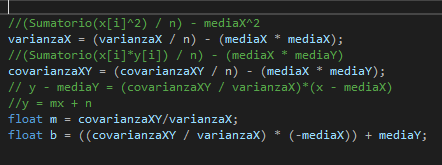 //(Sumatorio(x[i]^2) / n) - mediaX^2
varianzaX = (varianzaX / n) - (mediaX * mediaX);
//(Sumatorio(x[i]*y[i]) / n) - (mediaX * mediaY)
covarianzaXY = (covarianzaXY / n) - (mediaX * mediaY);
// y - mediaY = (covarianzaXY / varianzaX)*(x - mediaX)
//y = mx + n
float m = covarianzaXY/varianzaX;
float b = ((covarianzaXY / varianzaX) * (-mediaX)) + mediaY;